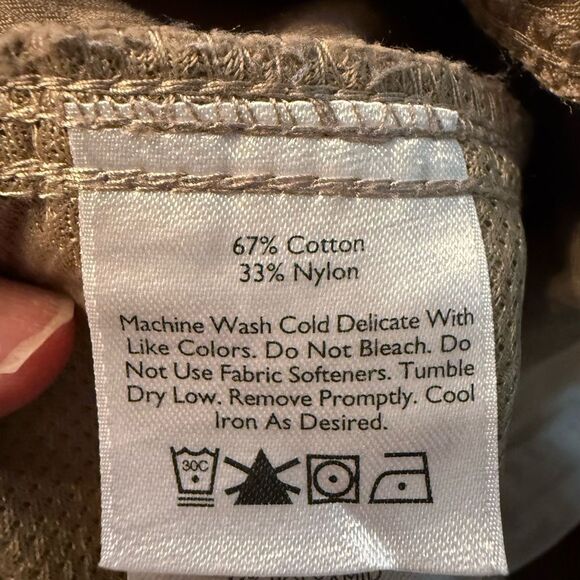 67% Cotton
33% Nylon
Machine Wash Cold Delicate With
Like Colors. Do Not Bleach. Do
Not Use Fabric Softeners. Tumble
Dry Low. Remove Promptly. Cool
Iron As Desired.
30C